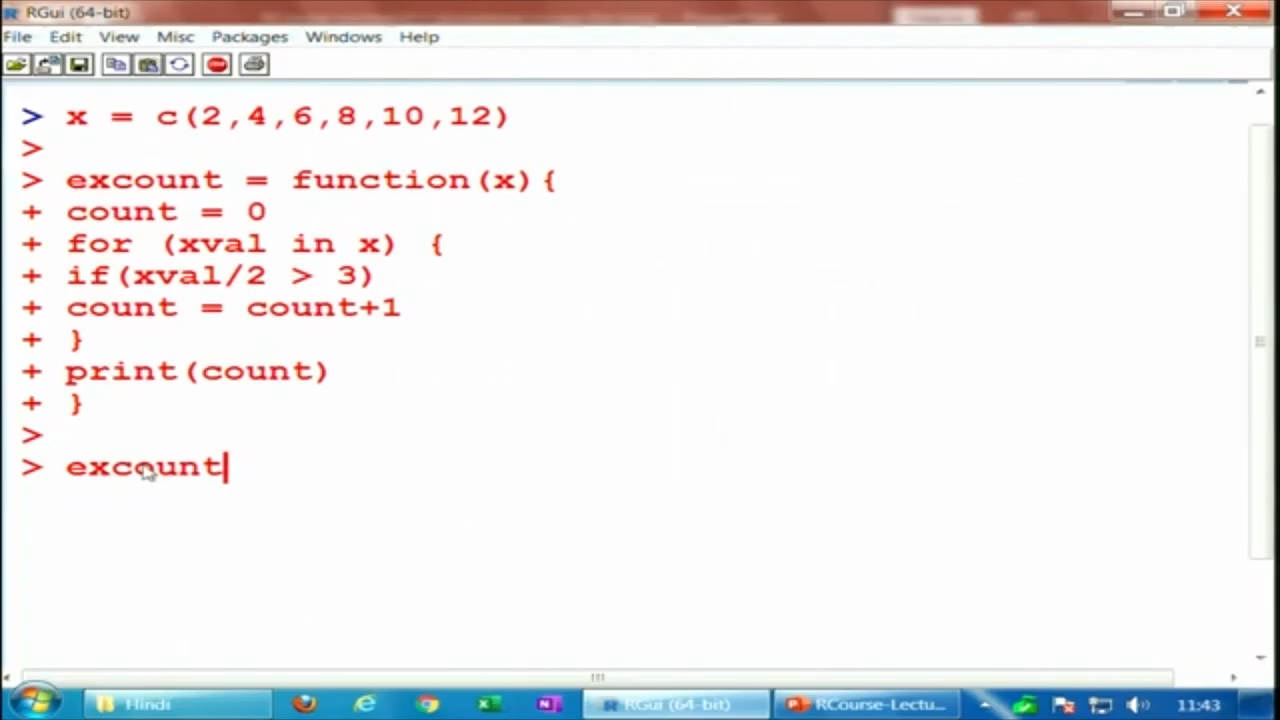 RGui (64-bit)
File Edit View Misc Packages Windows Help
STOP
> x = c(2,4,6,8,10,12)
>
> excount = function(x){
+ count = 0
+ for (xval in x) {
+ if(xval/2 > 3)
+ count = count+1
+ }
+ print(count)
+ }
>
> excount
Hindi RGui (64-bit) RCourse-Lectu... 11:43